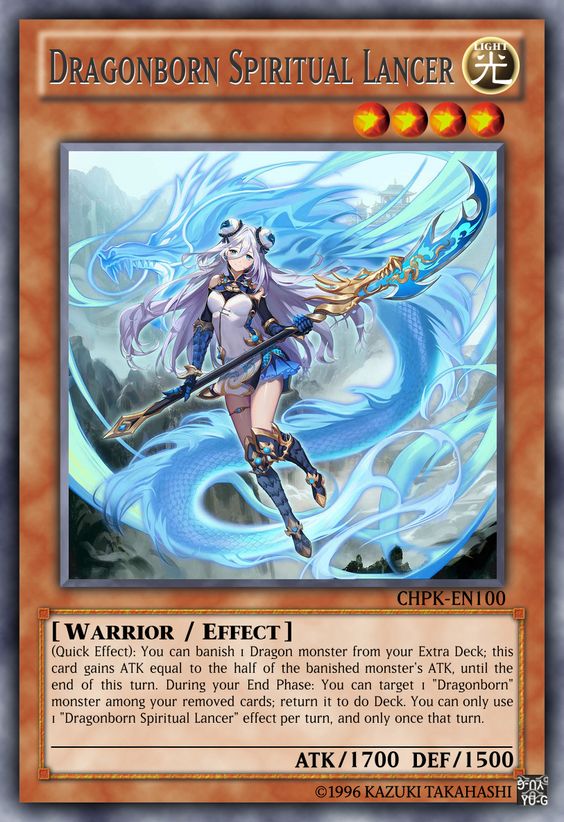 DRAGONBORN SPIRITUAL LANCER
LIGHT
光
CHPK-EN100
[ WARRIOR / EFFECT ]
(Quick Effect): You can banish 1 Dragon monster from your Extra Deck; this
card gains ATK equal to the half of the banished monster's ATK, until the
end of this turn. During your End Phase: You can target 1 "Dragonborn"
monster among your removed cards; return it to do Deck. You can only use
1 "Dragonborn Spiritual Lancer" effect per turn, and only once that turn.
ATK/1700 DEF/1500
©1996 KAZUKI TAKAHASHI
YU-G